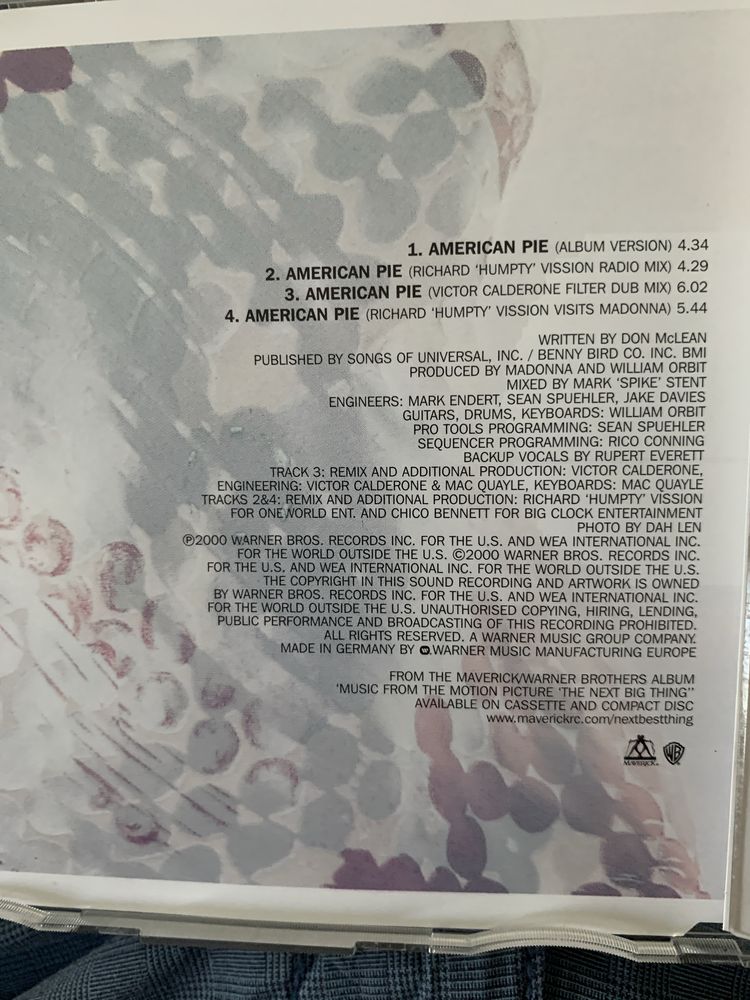 1. AMERICAN PIE (ALBUM VERSION) 4.34
2. AMERICAN PIE (RICHARD 'HUMPTY' VISSION RADIO MIX) 4.29
3. AMERICAN PIE (VICTOR CALDERONE FILTER DUB MIX) 6.02
4. AMERICAN PIE (RICHARD 'HUMPTY' VISSION VISITS MADONNA) 5.44
WRITTEN BY DON McLEAN
PUBLISHED BY SONGS OF UNIVERSAL, INC. / BENNY BIRD CO. INC. BMI
PRODUCED BY MADONNA AND WILLIAM ORBIT
MIXED BY MARK 'SPIKE' STENT
ENGINEERS: MARK ENDERT, SEAN SPUEHLER, JAKE DAVIES
GUITARS, DRUMS, KEYBOARDS: WILLIAM ORBIT
PRO TOOLS PROGRAMMING: SEAN SPUEHLER
SEQUENCER PROGRAMMING: RICO CONNING
BACKUP VOCALS BY RUPERT EVERETT
TRACK 3: REMIX AND ADDITIONAL PRODUCTION: VICTOR CALDERONE,
ENGINEERING: VICTOR CALDERONE & MAC QUAYLE, KEYBOARDS: MAC QUAYLE
TRACKS 2&4: REMIX AND ADDITIONAL PRODUCTION: RICHARD 'HUMPTY' VISSION
FOR ONE WORLD ENT. AND CHICO BENNETT FOR BIG CLOCK ENTERTAINMENT
PHOTO BY DAH LEN
℗2000 WARNER BROS. RECORDS INC. FOR THE U.S. AND WEA INTERNATIONAL INC.
FOR THE WORLD OUTSIDE THE U.S. ©2000 WARNER BROS. RECORDS INC.
FOR THE U.S. AND WEA INTERNATIONAL INC. FOR THE WORLD OUTSIDE THE U.S.
THE COPYRIGHT IN THIS SOUND RECORDING AND ARTWORK IS OWNED
BY WARNER BROS. RECORDS INC. FOR THE U.S. AND WEA INTERNATIONAL INC.
FOR THE WORLD OUTSIDE THE U.S. UNAUTHORISED COPYING, HIRING, LENDING,
PUBLIC PERFORMANCE AND BROADCASTING OF THIS RECORDING PROHIBITED.
ALL RIGHTS RESERVED. A WARNER MUSIC GROUP COMPANY.
MADE IN GERMANY BY WARNER MUSIC MANUFACTURING EUROPE
FROM THE MAVERICK/WARNER BROTHERS ALBUM
'MUSIC FROM THE MOTION PICTURE 'THE NEXT BIG THING''
AVAILABLE ON CASSETTE AND COMPACT DISC
www.maverickrc.com/nextbestthing
MAVERICK WB